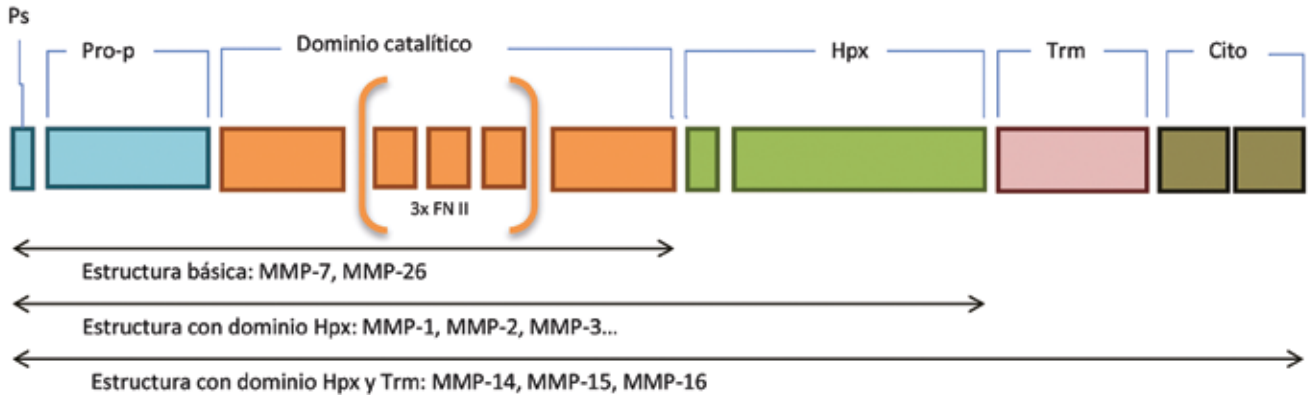 Ps
Pro-p
Dominio catalítico
Hpx
Trm
Cito
3x FN II
Estructura básica: MMP-7, MMP-26
Estructura con dominio Hpx: MMP-1, MMP-2, MMP-3...
Estructura con dominio Hpx y Trm: MMP-14, MMP-15, MMP-16